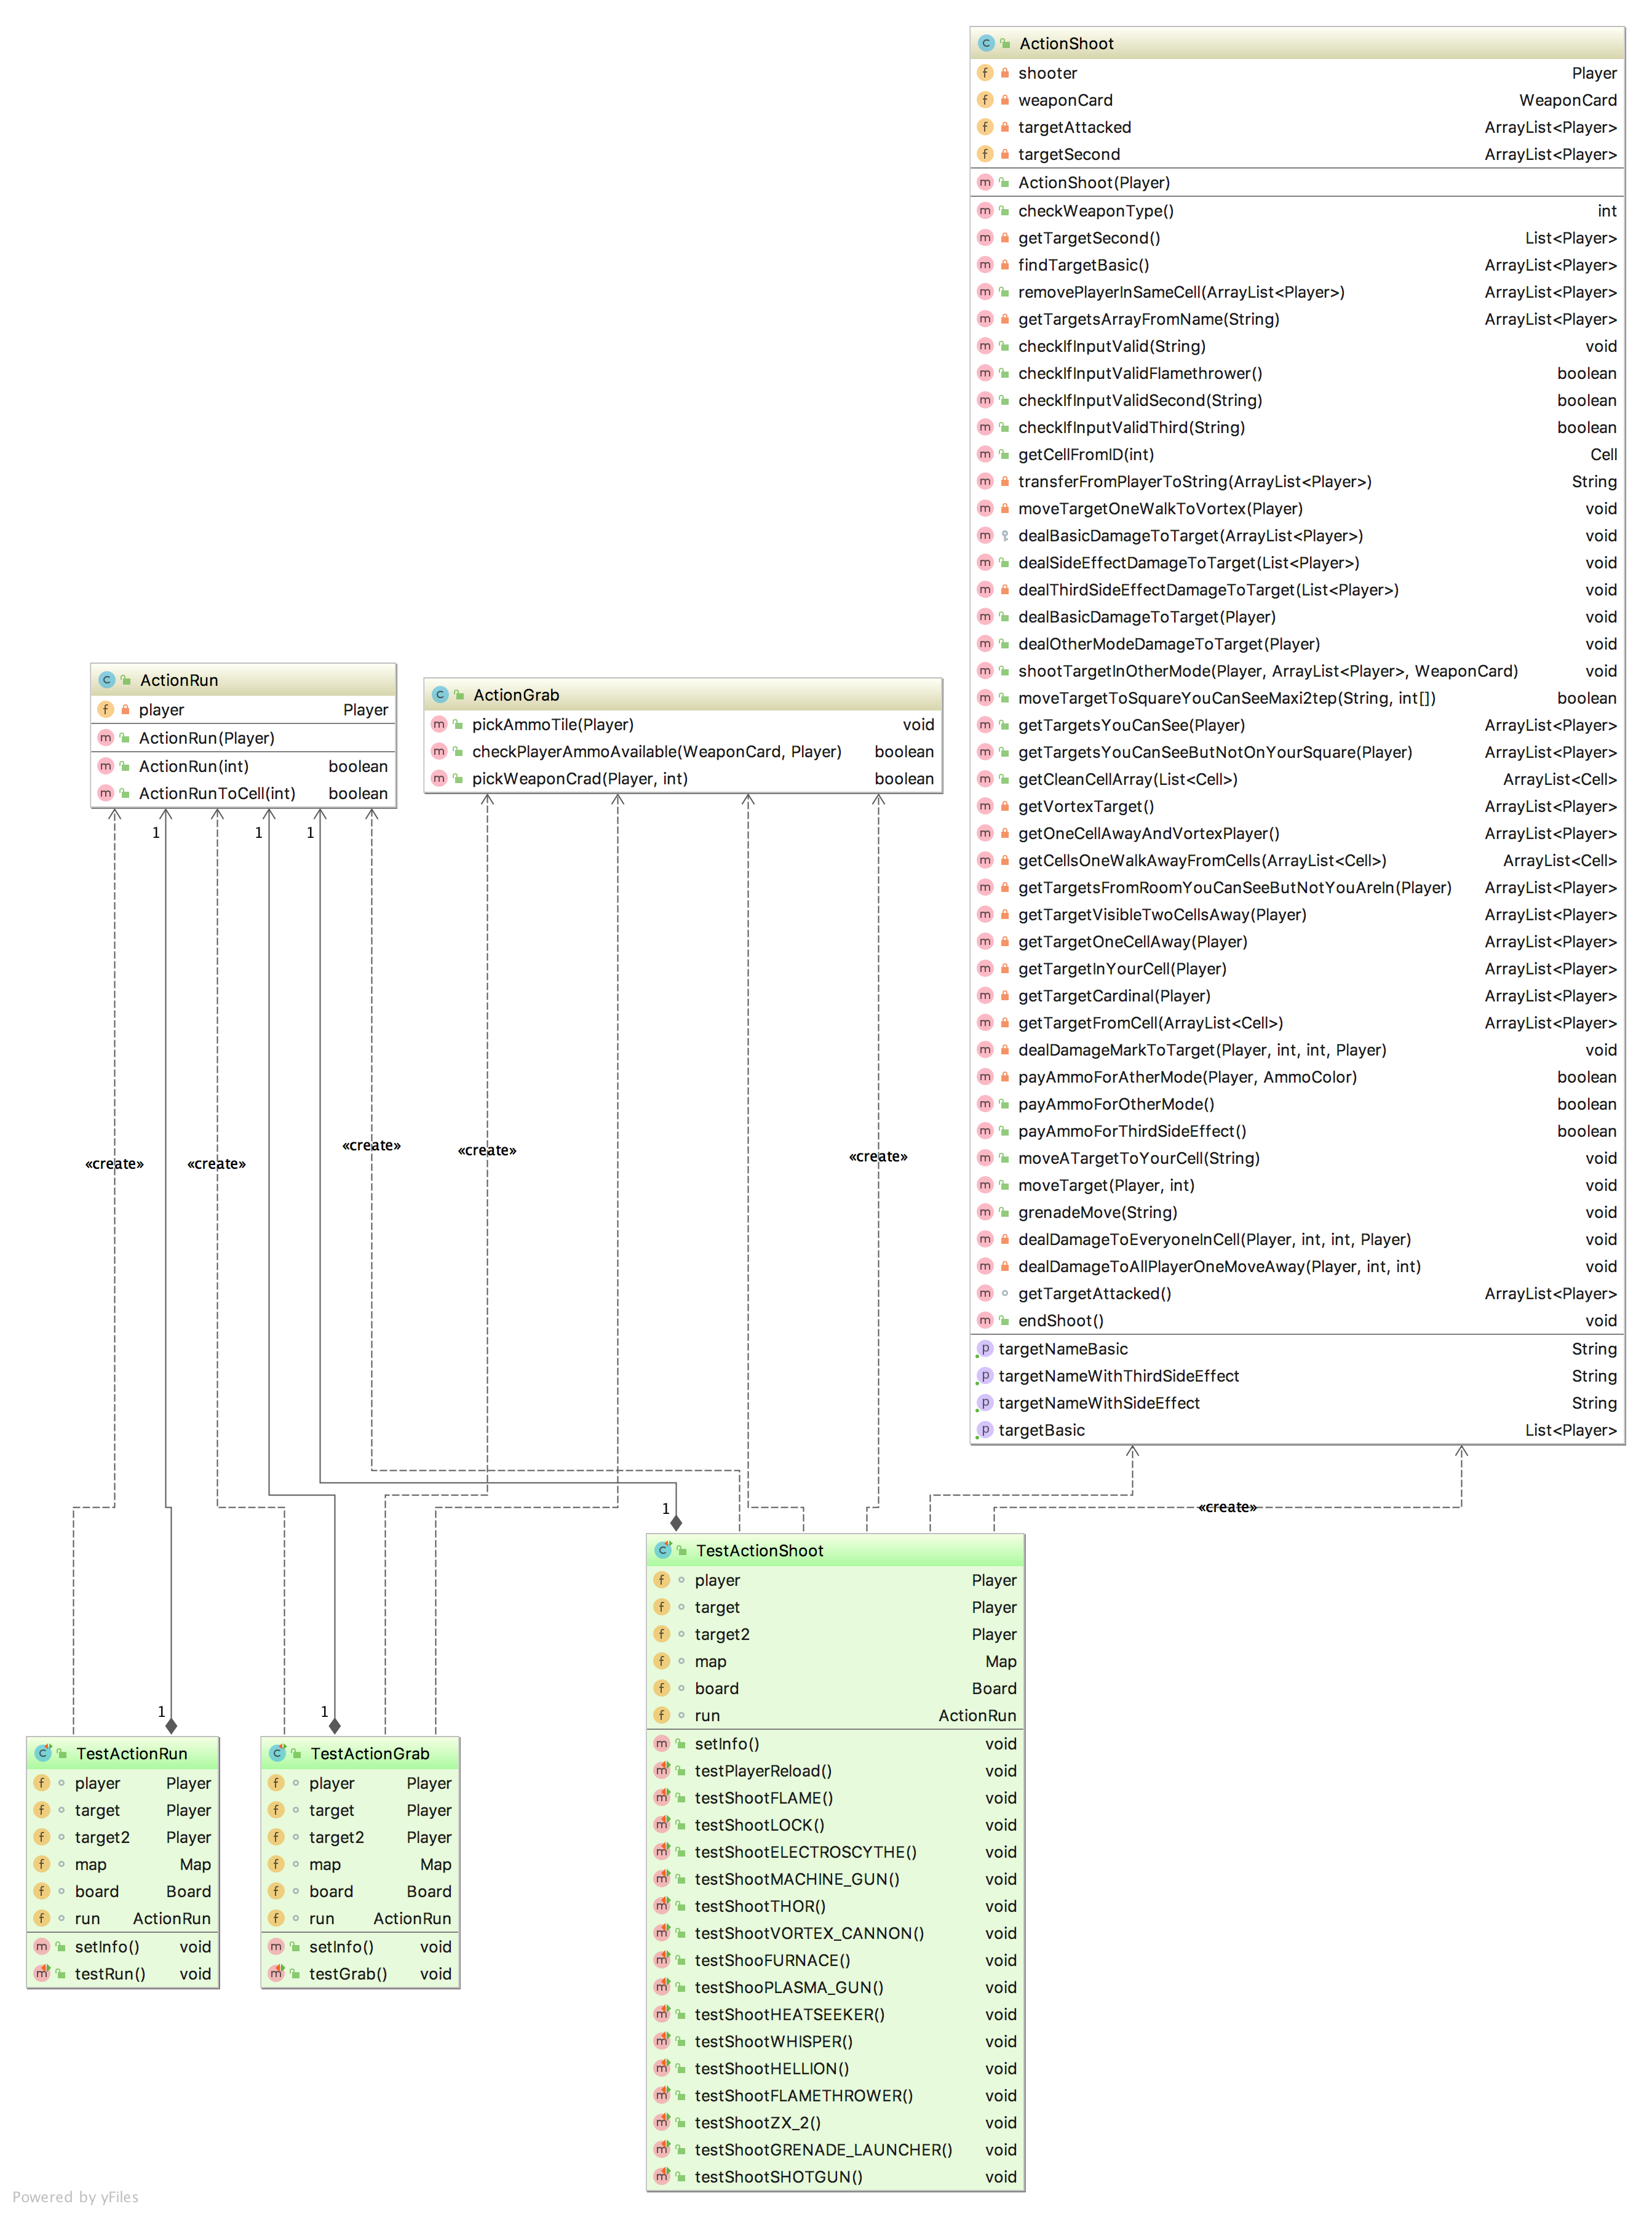 ActionShoot
shooter Player
weaponCard WeaponCard
targetAttacked ArrayList<Player>
targetSecond ArrayList<Player>
ActionShoot(Player)
checkWeaponType() int
getTargetSecond() List<Player>
findTargetBasic() ArrayList<Player>
removePlayerInSameCell(ArrayList<Player>) ArrayList<Player>
getTargetsArrayFromName(String) ArrayList<Player>
checkIfInputValid(String) void
checkIfInputValidFlamethrower() boolean
checkIfInputValidSecond(String) boolean
checkIfInputValidThird(String) boolean
getCellFromID(int) Cell
transferFromPlayerToString(ArrayList<Player>) String
moveTargetOneWalkToVortex(Player) void
dealBasicDamageToTarget(ArrayList<Player>) void
dealSideEffectDamageToTarget(List<Player>) void
dealThirdSideEffectDamageToTarget(List<Player>) void
dealBasicDamageToTarget(Player) void
dealOtherModeDamageToTarget(Player) void
shootTargetInOtherMode(Player, ArrayList<Player>, WeaponCard) void
moveTargetToSquareYouCanSeeMaxi2tep(String, int[]) boolean
getTargetsYouCanSee(Player) ArrayList<Player>
getTargetsYouCanSeeButNotOnYourSquare(Player) ArrayList<Player>
getCleanCellArray(List<Cell>) ArrayList<Cell>
getVortexTarget() ArrayList<Player>
getOneCellAwayAndVortexPlayer() ArrayList<Player>
getCellsOneWalkAwayFromCells(ArrayList<Cell>) ArrayList<Cell>
getTargetsFromRoomYouCanSeeButNotYouAreIn(Player) ArrayList<Player>
getTargetVisibleTwoCellsAway(Player) ArrayList<Player>
getTargetOneCellAway(Player) ArrayList<Player>
getTargetInYourCell(Player) ArrayList<Player>
getTargetCardinal(Player) ArrayList<Player>
getTargetFromCell(ArrayList<Cell>) ArrayList<Player>
dealDamageMarkToTarget(Player, int, int, Player) void
payAmmoForAtherMode(Player, AmmoColor) boolean
payAmmoForOtherMode() boolean
payAmmoForThirdSideEffect() boolean
moveATargetToYourCell(String) void
moveTarget(Player, int) void
grenadeMove(String) void
dealDamageToEveryoneInCell(Player, int, int, Player) void
dealDamageToAllPlayerOneMoveAway(Player, int, int) void
getTargetAttacked() ArrayList<Player>
endShoot() void
targetNameBasic String
targetNameWithThirdSideEffect String
targetNameWithSideEffect String
targetBasic List<Player>
ActionRun
player Player
ActionRun(Player)
ActionRun(int) boolean
ActionRunToCell(int) boolean
ActionGrab
pickAmmoTile(Player) void
checkPlayerAmmoAvailable(WeaponCard, Player) boolean
pickWeaponCrad(Player, int) boolean
1
1
1
«create»
«create»
«create»
«create»
«create»
«create»
1
1
1
TestActionShoot
player Player
target Player
target2 Player
map Map
board Board
run ActionRun
setInfo() void
testPlayerReload() void
testShootFLAME() void
testShootLOCK() void
testShootELECTROSCYTHE() void
testShootMACHINE_GUN() void
testShootTHOR() void
testShootVORTEX_CANNON() void
testShooFURNACE() void
testShooPLASMA_GUN() void
testShootHEATSEEKER() void
testShootWHISPER() void
testShootHELLION() void
testShootFLAMETHROWER() void
testShootZX_2() void
testShootGRENADE_LAUNCHER() void
testShootSHOTGUN() void
TestActionRun
player Player
target Player
target2 Player
map Map
board Board
run ActionRun
setInfo() void
testRun() void
TestActionGrab
player Player
target Player
target2 Player
map Map
board Board
run ActionRun
setInfo() void
testGrab() void
Powered by yFiles